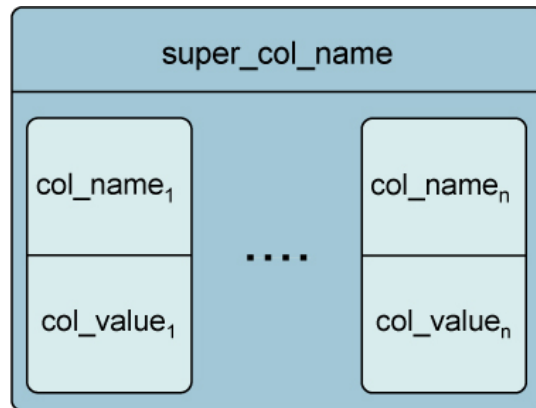 super_col_name
col_name₁
col_nameₙ
....
col_value₁
col_valueₙ